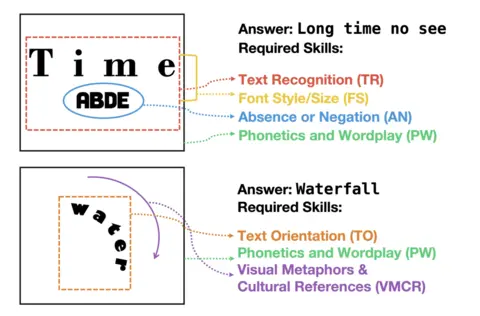 Time
ABDE
Answer: Long time no see
Required Skills:
Text Recognition (TR)
Font Style/Size (FS)
Absence or Negation (AN)
Phonetics and Wordplay (PW)
water
Answer: Waterfall
Required Skills:
Text Orientation (TO)
Phonetics and Wordplay (PW)
Visual Metaphors &
Cultural References (VMCR)